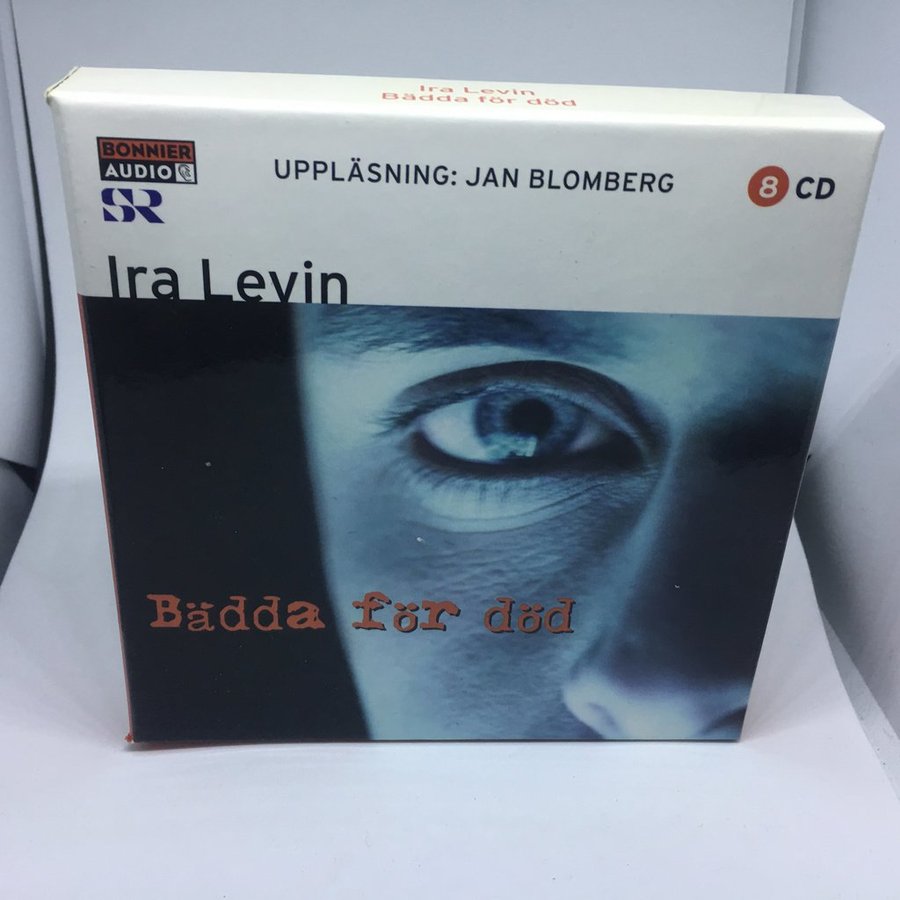 Ira Levin
Bädda för död
BONNIER
AUDIO
SR
UPPLÄSNING: JAN BLOMBERG
8 CD
Ira Levin
Bädda för död